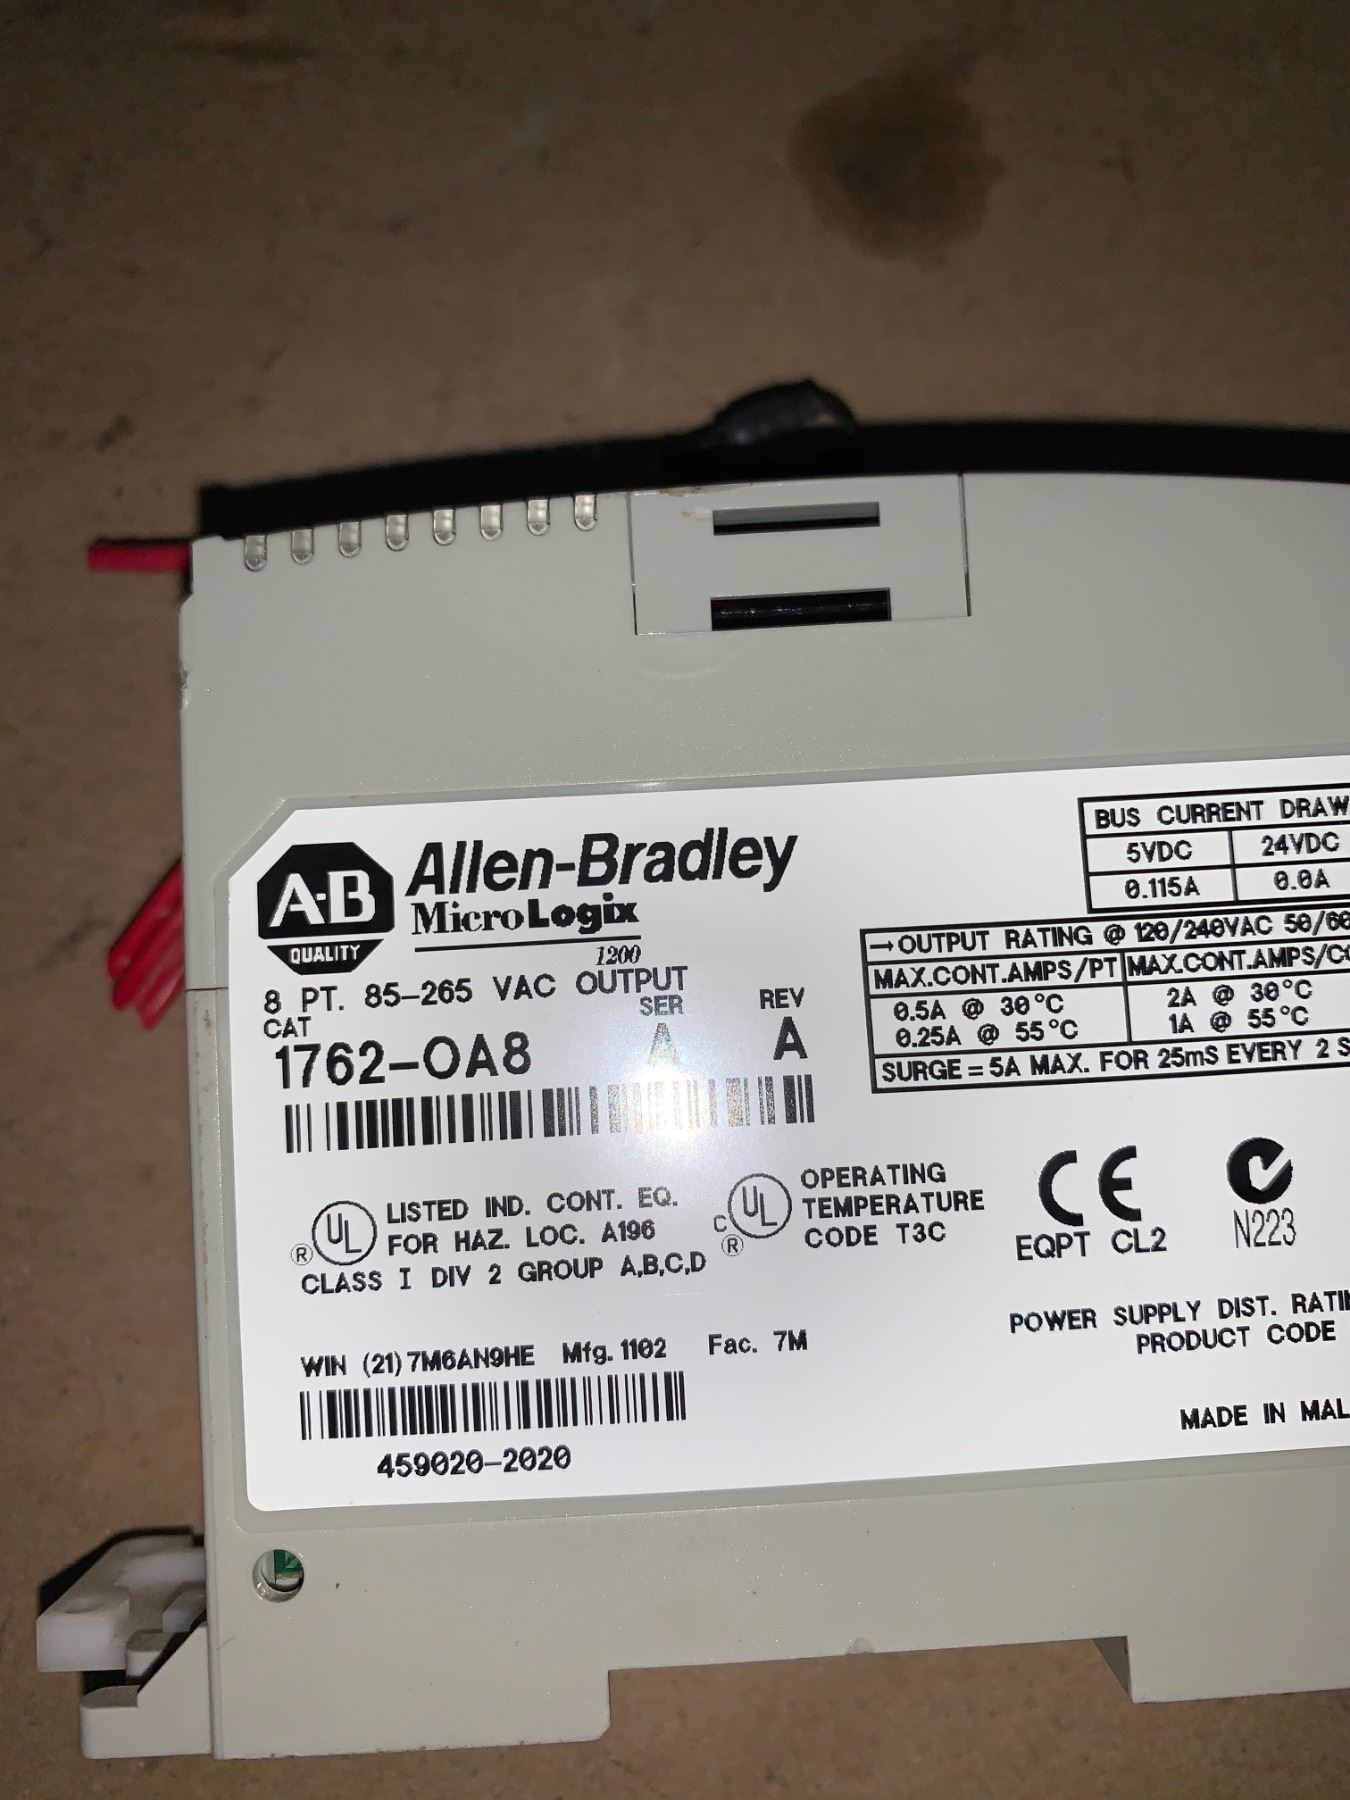 A·B
QUALITY
Allen-Bradley
MicroLogix
1200
8 PT. 85-265 VAC OUTPUT
CAT
SER
REV
1762-OA8
A
A
BUS CURRENT DRAW
5VDC
24VDC
0.115A
0.0A
→OUTPUT RATING @ 120/240VAC 50/60
MAX.CONT.AMPS/PT
MAX.CONT.AMPS/CO
0.5A @ 30°C
2A @ 30°C
0.25A @ 55°C
1A @ 55°C
SURGE = 5A MAX. FOR 25mS EVERY 2 S
UL
®
LISTED IND. CONT. EQ.
FOR HAZ. LOC. A196
CLASS I DIV 2 GROUP A,B,C,D
C UL
®
OPERATING
TEMPERATURE
CODE T3C
CE
EQPT CL2
N223
POWER SUPPLY DIST. RATI
PRODUCT CODE
WIN (21) 7M6AN9HE Mfg. 1102 Fac. 7M
459020-2020
MADE IN MAL